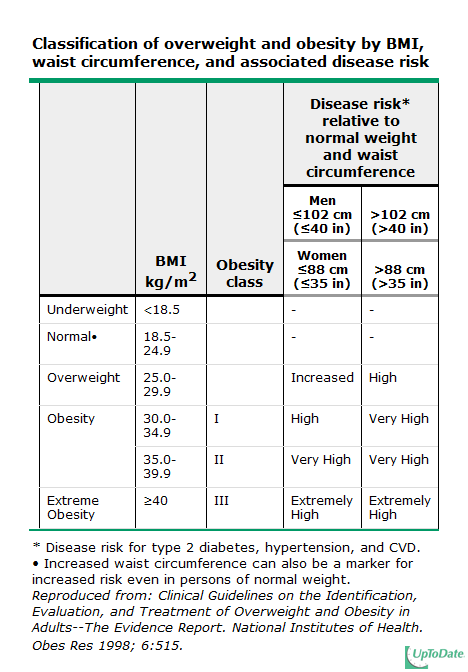 Classification of overweight and obesity by BMI,
waist circumference, and associated disease risk
Disease risk*
relative to
normal weight
and waist
circumference
Men
≤102 cm
(≤40 in)
>102 cm
(>40 in)
BMI
kg/m2
Obesity
class
Women
≤88 cm
(≤35 in)
>88 cm
(>35 in)
Underweight <18.5 - -
Normal• 18.5-
24.9 - -
Overweight 25.0-
29.9 Increased High
Obesity 30.0-
34.9 I High Very High
35.0-
39.9 II Very High Very High
Extreme
Obesity ≥40 III Extremely
High Extremely
High
* Disease risk for type 2 diabetes, hypertension, and CVD.
• Increased waist circumference can also be a marker for
increased risk even in persons of normal weight.
Reproduced from: Clinical Guidelines on the Identification,
Evaluation, and Treatment of Overweight and Obesity in
Adults--The Evidence Report. National Institutes of Health.
Obes Res 1998; 6:515.
UpToDate